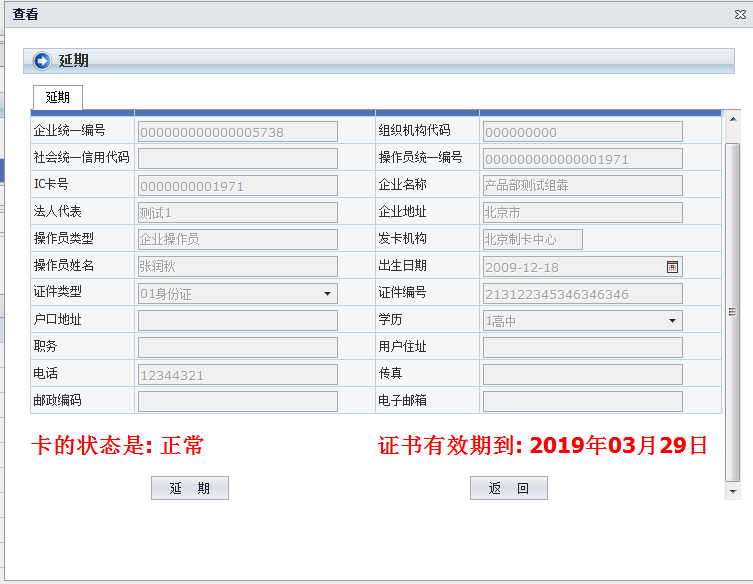 查看
延期
延期
企业统一编号 000000000000005738 组织机构代码 000000000
社会统一信用代码 操作员统一编号 000000000000001971
IC卡号 0000000001971 企业名称 产品部测试组犇
法人代表 测试1 企业地址 北京市
操作员类型 企业操作员 发卡机构 北京制卡中心
操作员姓名 张润秋 出生日期 2009-12-18
证件类型 01身份证 证件编号 213122345346346346
户口地址 学历 1高中
职务 用户住址
电话 12344321 传真
邮政编码 电子邮箱
卡的状态是: 正常 证书有效期到: 2019年03月29日
延 期 返 回